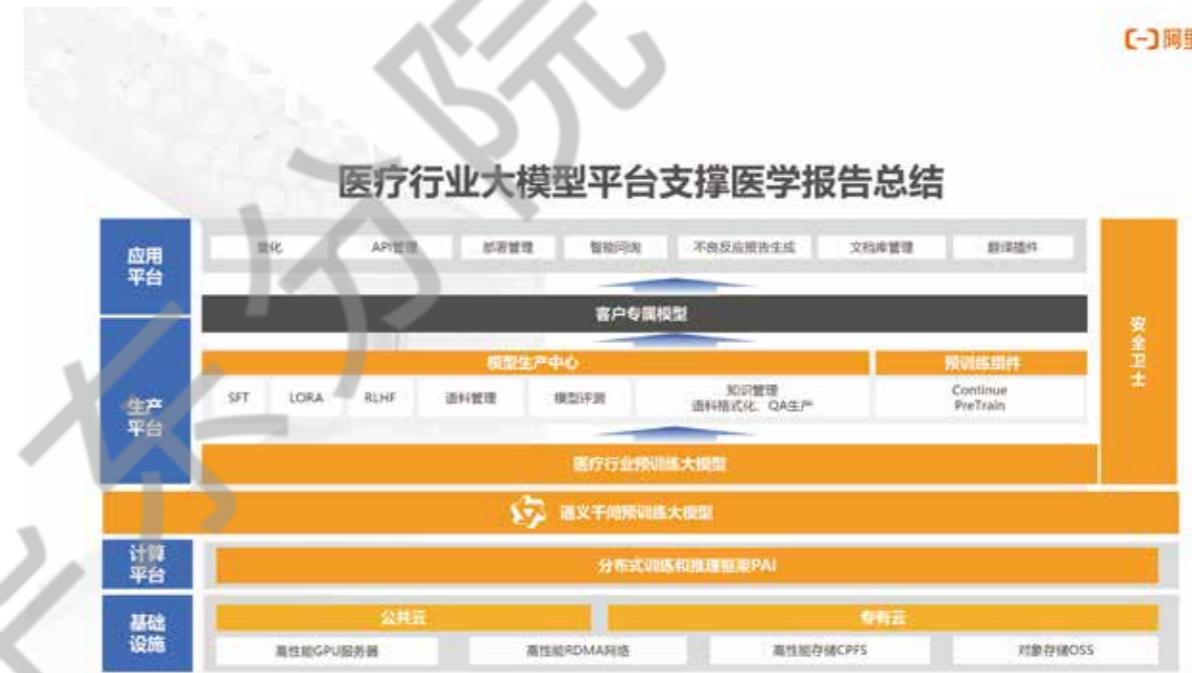 阿里
医疗行业大模型平台支撑医学报告总结
应用
平台
量化 API管理 部署管理 智能问询 不良反应报告生成 文档库管理 翻译插件
客户专属模型
安全卫士
生产
平台
模型生产中心 预训练组件
SFT LORA RLHF 语料管理 模型评测 知识管理 Continue
语料格式化、QA生产 PreTrain
医疗行业预训练大模型
通义千问预训练大模型
计算
平台
分布式训练和推理框架PAI
基础
设施
公共云 专有云
高性能GPU服务器 高性能RDMA网络 高性能存储CPFS 对象存储OSS
东分院